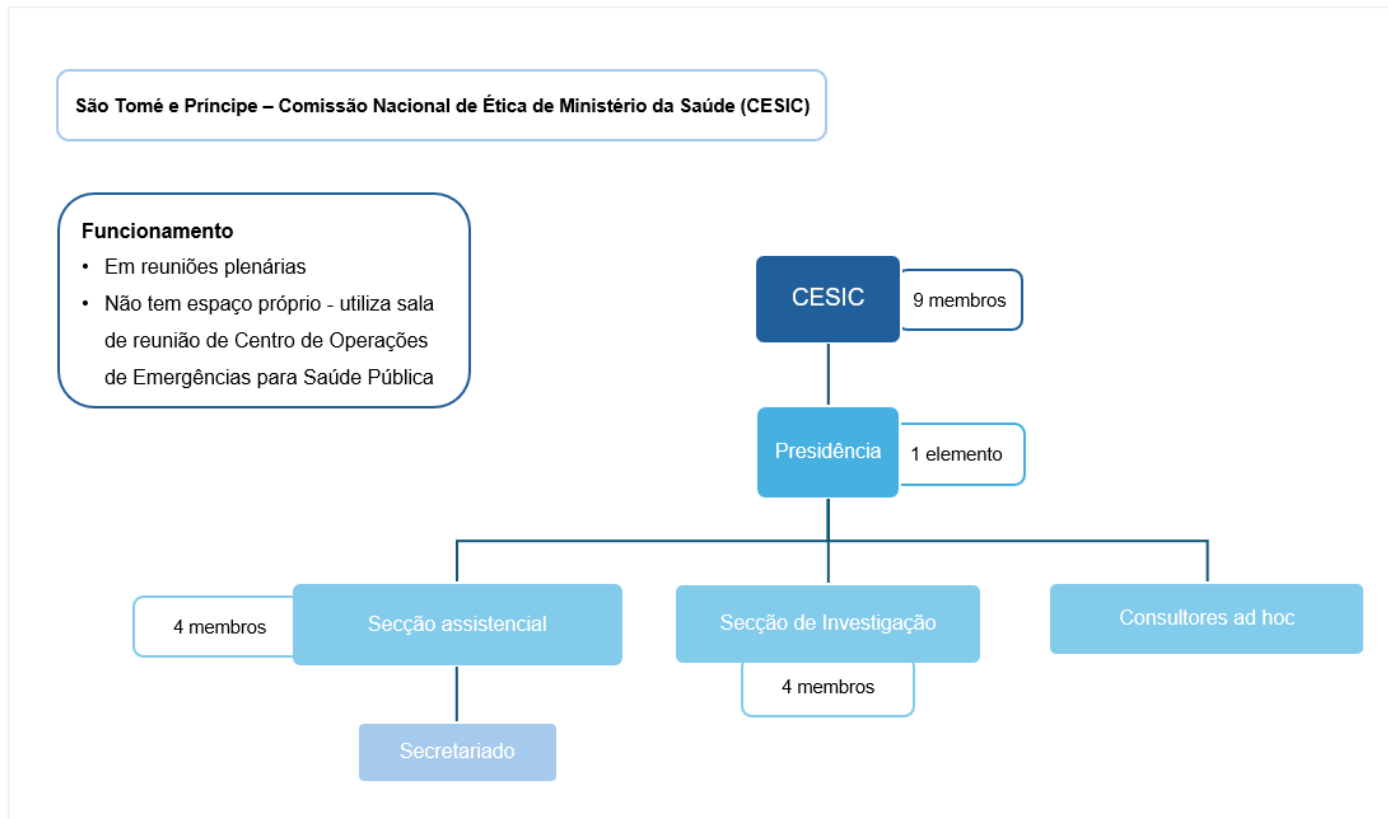 São Tomé e Príncipe – Comissão Nacional de Ética de Ministério da Saúde (CESIC)
Funcionamento
• Em reuniões plenárias
• Não tem espaço próprio - utiliza sala
de reunião de Centro de Operações
de Emergências para Saúde Pública
CESIC
9 membros
Presidência
1 elemento
4 membros
Secção assistencial
Secção de Investigação
Consultores ad hoc
4 membros
Secretariado